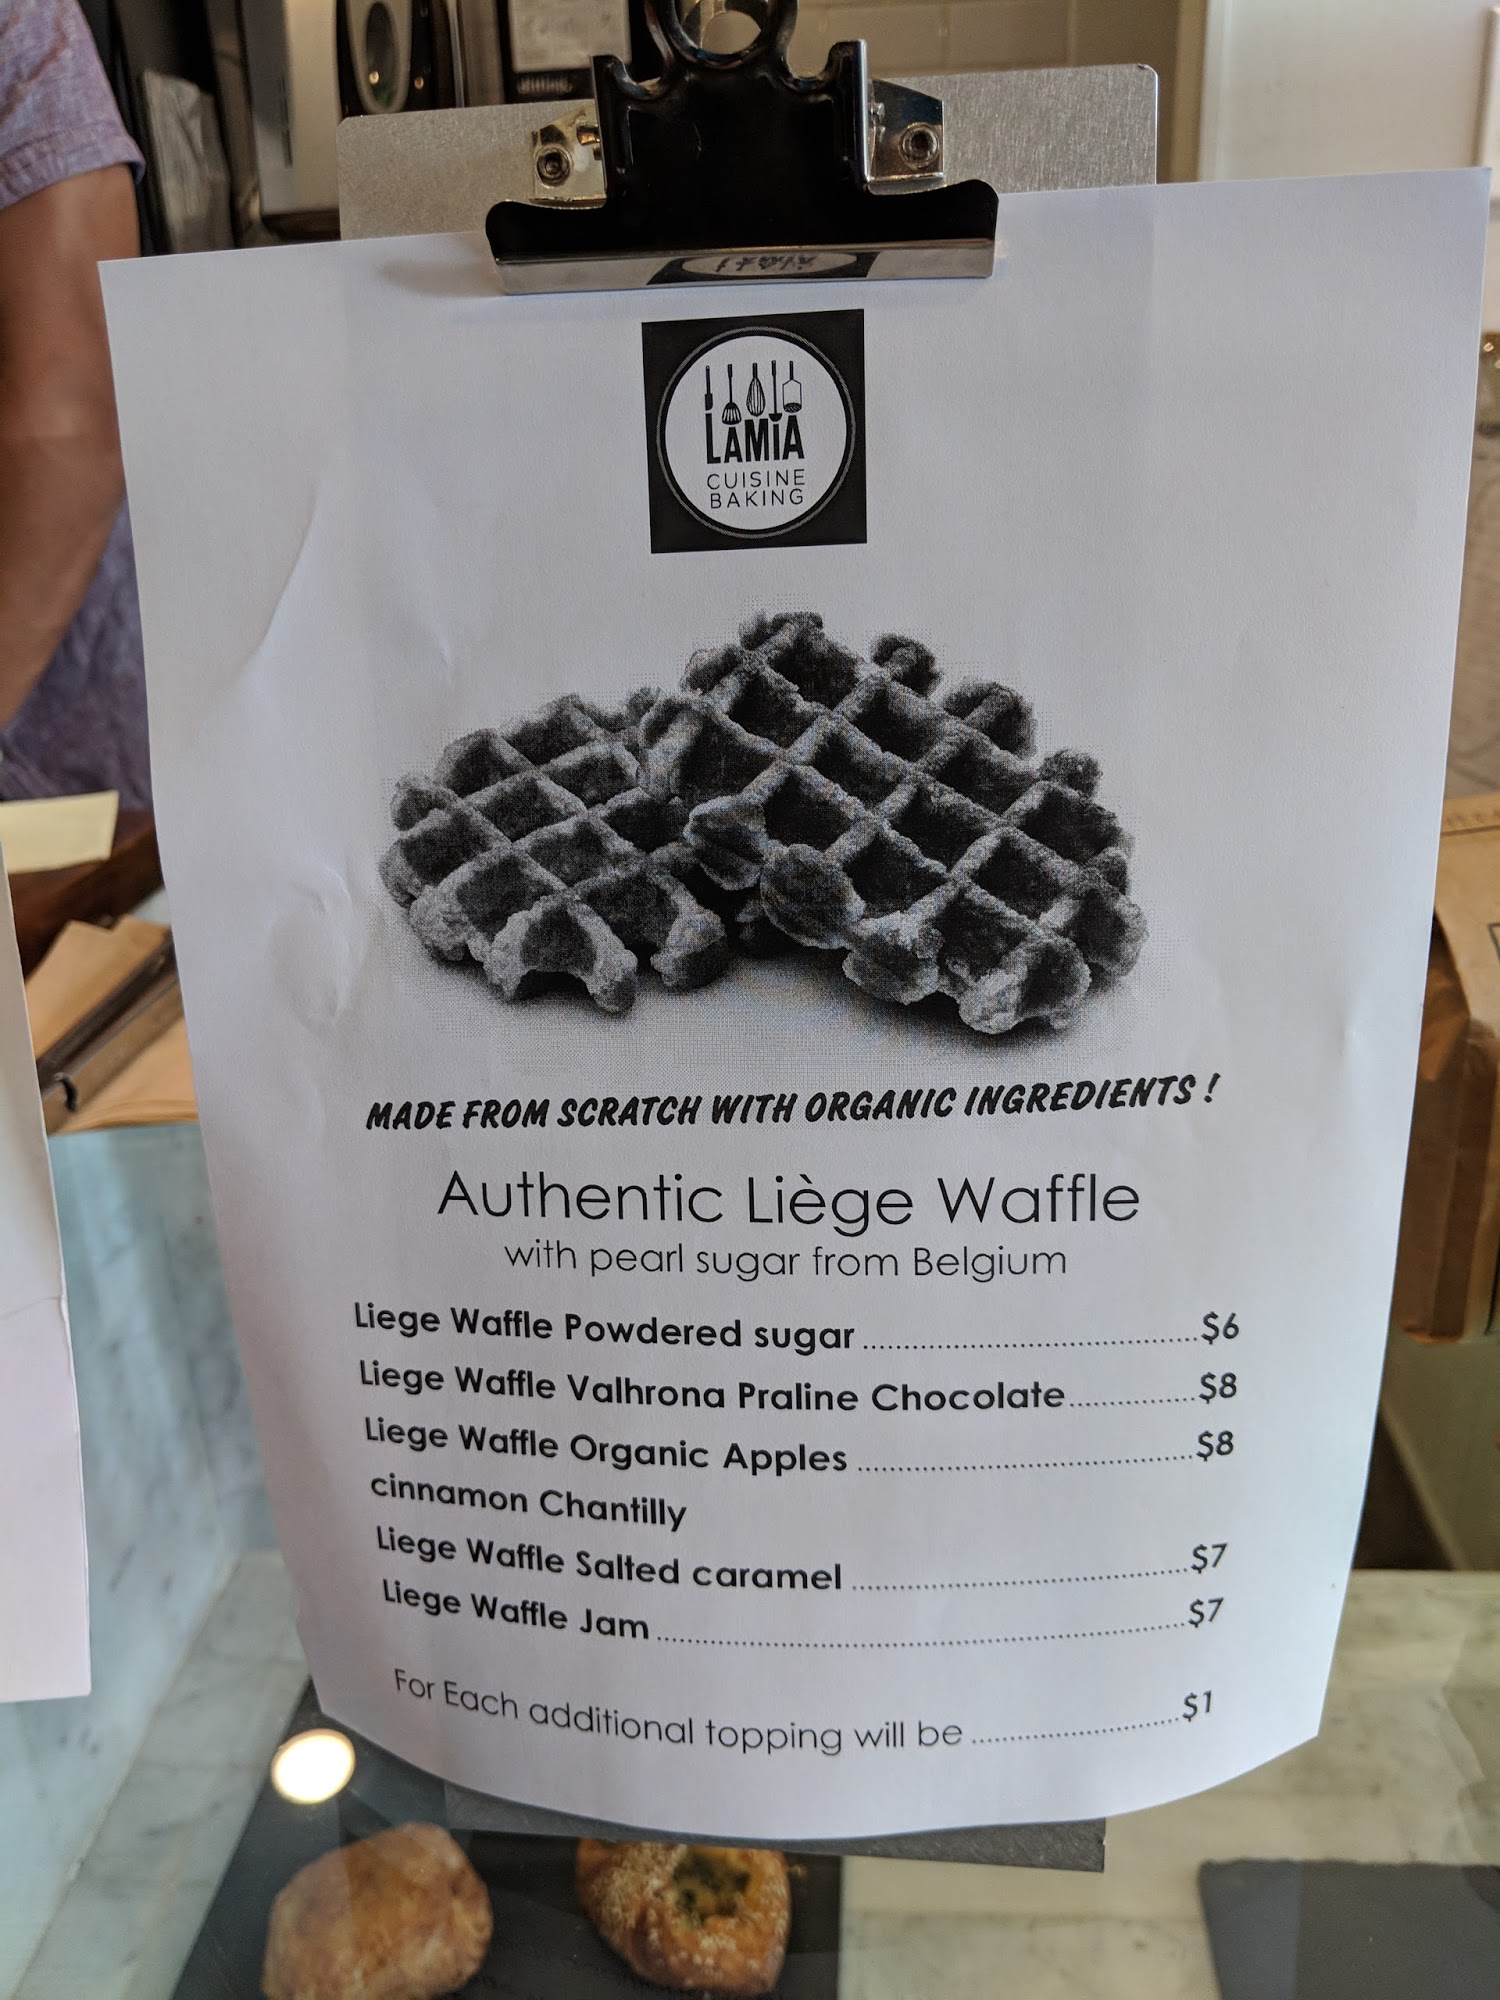 LAMIA
CUISINE
BAKING
MADE FROM SCRATCH WITH ORGANIC INGREDIENTS !
Authentic Liège Waffle
with pearl sugar from Belgium
Liege Waffle Powdered sugar ........................................ $6
Liege Waffle Valhrona Praline Chocolate ............... $8
Liege Waffle Organic Apples ........................................ $8
cinnamon Chantilly
Liege Waffle Salted caramel ........................................ $7
Liege Waffle Jam ............................................................... $7
For Each additional topping will be ......................... $1